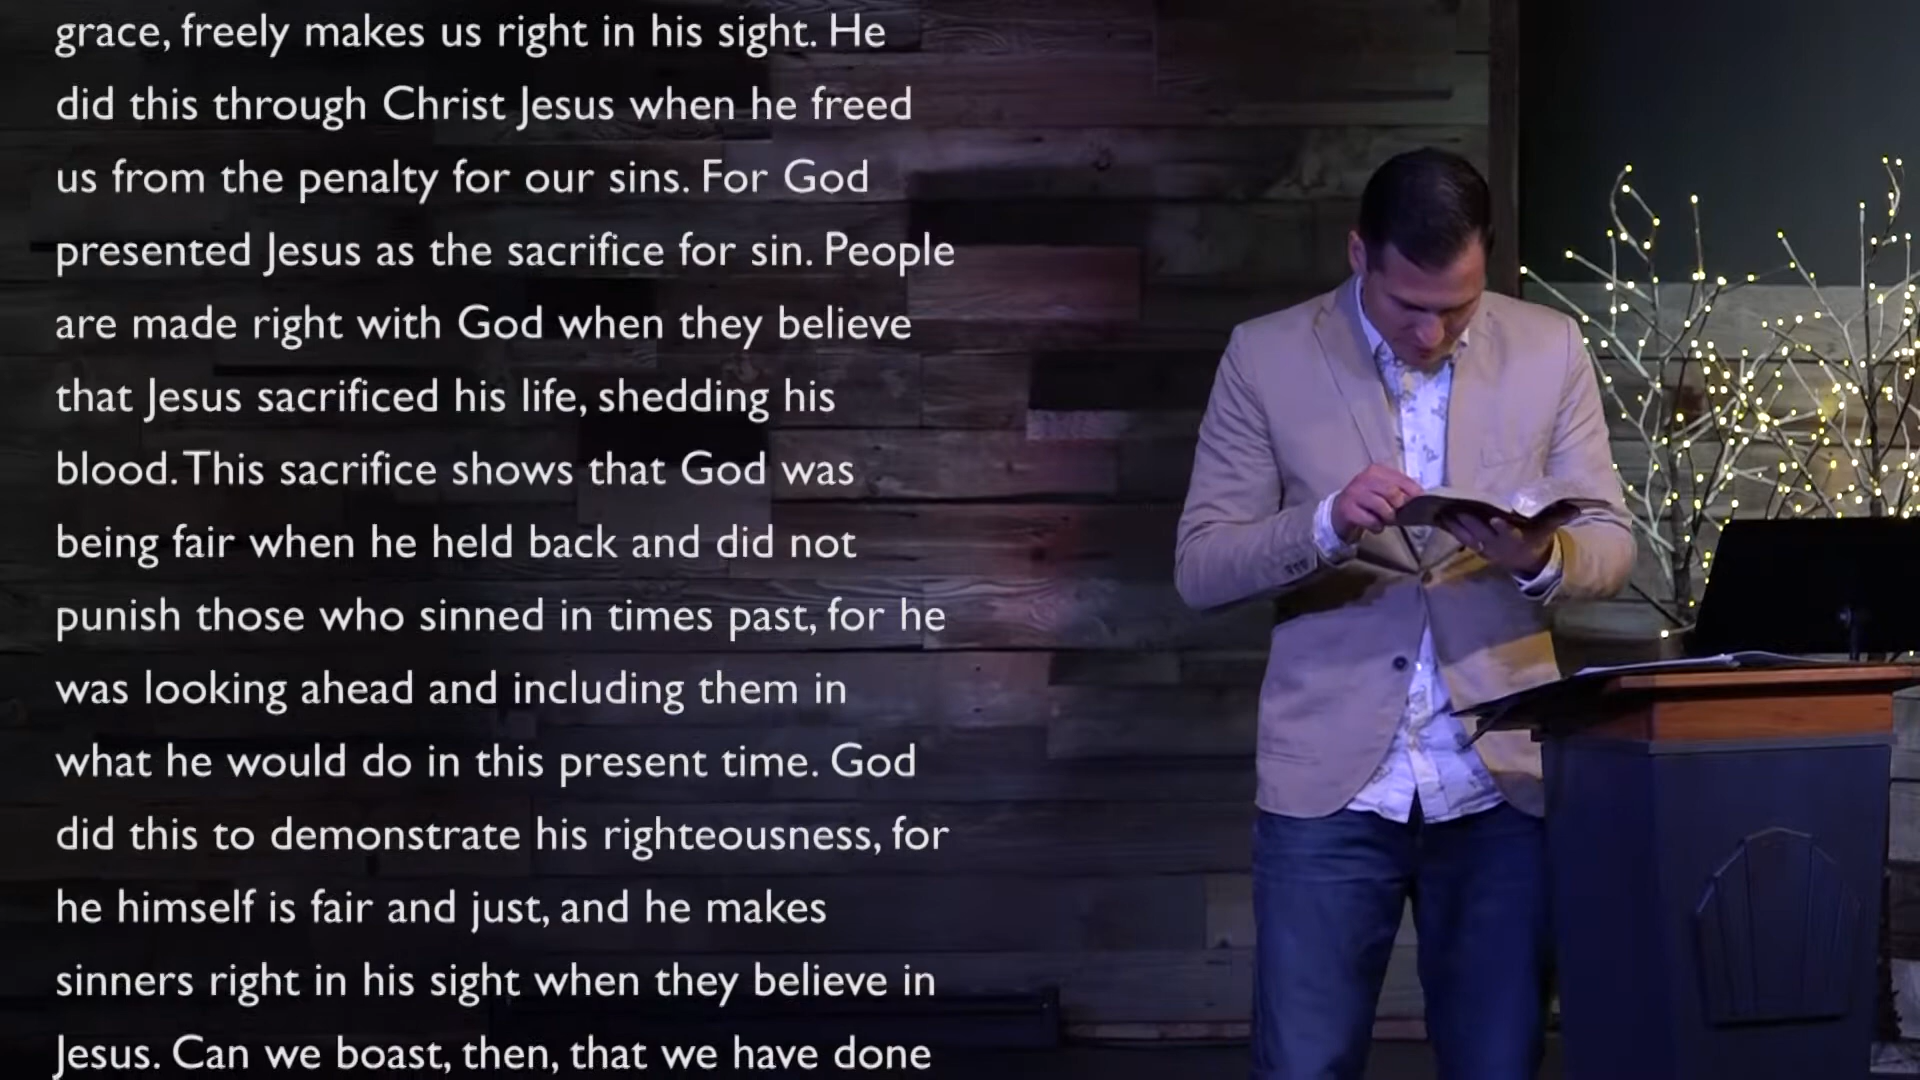 grace, freely makes us right in his sight. He
did this through Christ Jesus when he freed
us from the penalty for our sins. For God
presented Jesus as the sacrifice for sin. People
are made right with God when they believe
that Jesus sacrificed his life, shedding his
blood. This sacrifice shows that God was
being fair when he held back and did not
punish those who sinned in times past, for he
was looking ahead and including them in
what he would do in this present time. God
did this to demonstrate his righteousness, for
he himself is fair and just, and he makes
sinners right in his sight when they believe in
Jesus. Can we boast, then, that we have done